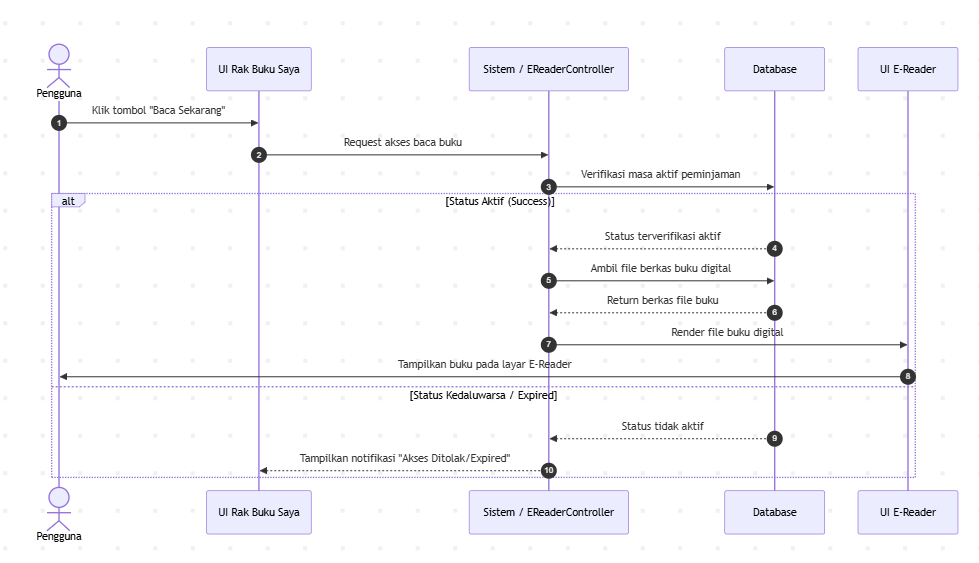 Pengguna
UI Rak Buku Saya
Sistem / EReaderController
Database
UI E-Reader
Klik tombol "Baca Sekarang"
1
Request akses baca buku
2
Verifikasi masa aktif peminjaman
3
alt
[Status Aktif (Success)]
Status terverifikasi aktif
4
Ambil file berkas buku digital
5
Return berkas file buku
6
Render file buku digital
7
Tampilkan buku pada layar E-Reader
8
[Status Kedaluwarsa / Expired]
Status tidak aktif
9
Tampilkan notifikasi "Akses Ditolak/Expired"
10
Pengguna
UI Rak Buku Saya
Sistem / EReaderController
Database
UI E-Reader